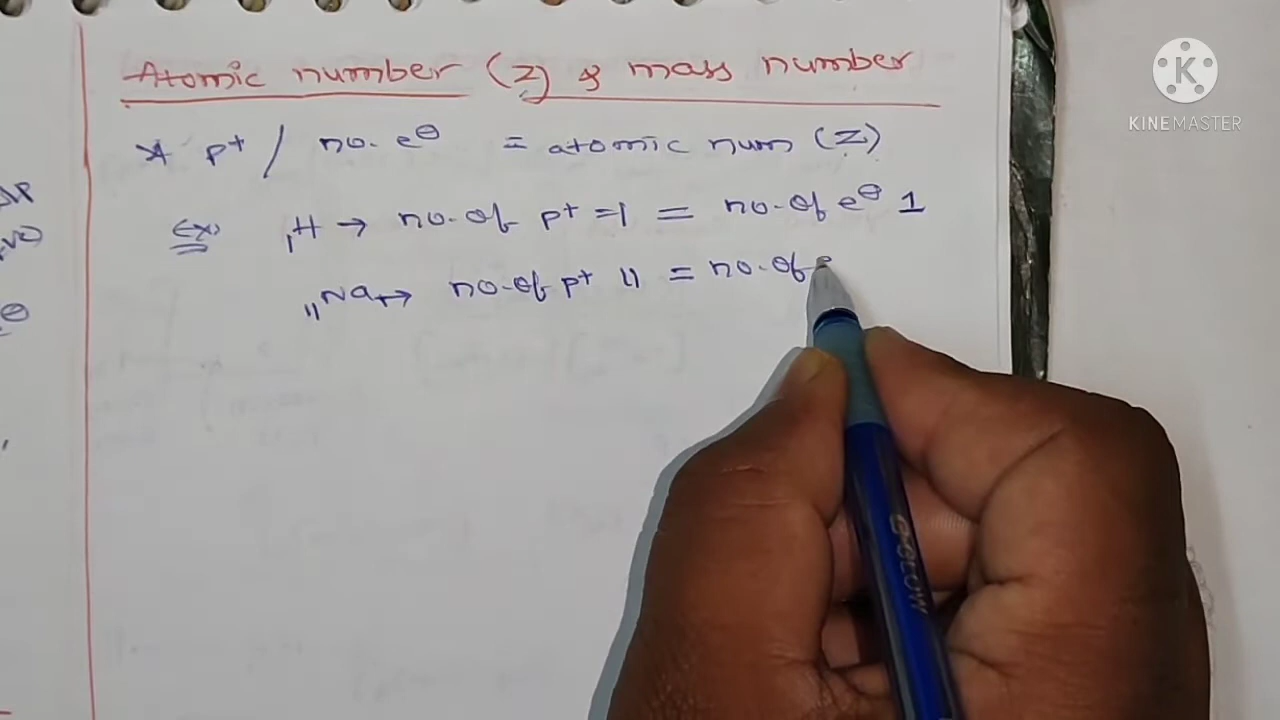 Atomic number (Z) & mass number
* p+ / no. e⊖ = atomic num (Z)
Ex) ₁H → no.of p+ =1 = no.of e⊖ 1
₁₁Na → no.of p+ 11 = no.of e
K
KINEMASTER